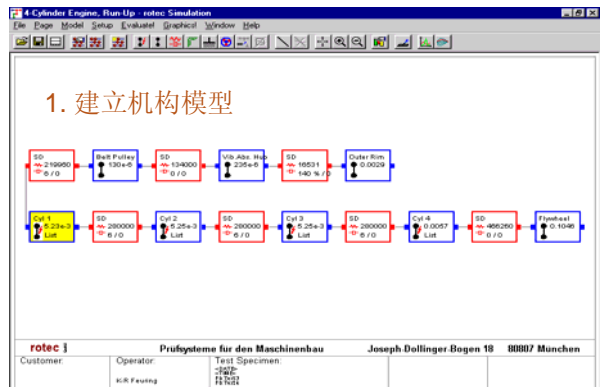 4-Cylinder Engine, Run-Up - rotec Simulation
File Page Model Setup Evaluate! Graphics! Window Help
1. 建立机构模型
SD Belt Pulley SD Vib.Abs. Hub SD Outer Rim
219980 130e-6 134000 235e-6 16531 0.0029
6 / 0 0 / 0 140 % /
Cyl 1 SD Cyl 2 SD Cyl 3 SD Cyl 4 SD Flywheel
5.23e-3 280000 5.25e-3 280000 5.25e-3 280000 0.0057 466260 0.1046
List 6 / 0 List 6 / 0 List 6 / 0 List 0 / 0
rotec Prüfsysteme für den Maschinenbau Joseph-Dollinger-Bogen 18 80807 München
Customer: Operator: Test Specimen:
<DATE>
<TIME>
K-R Feuring